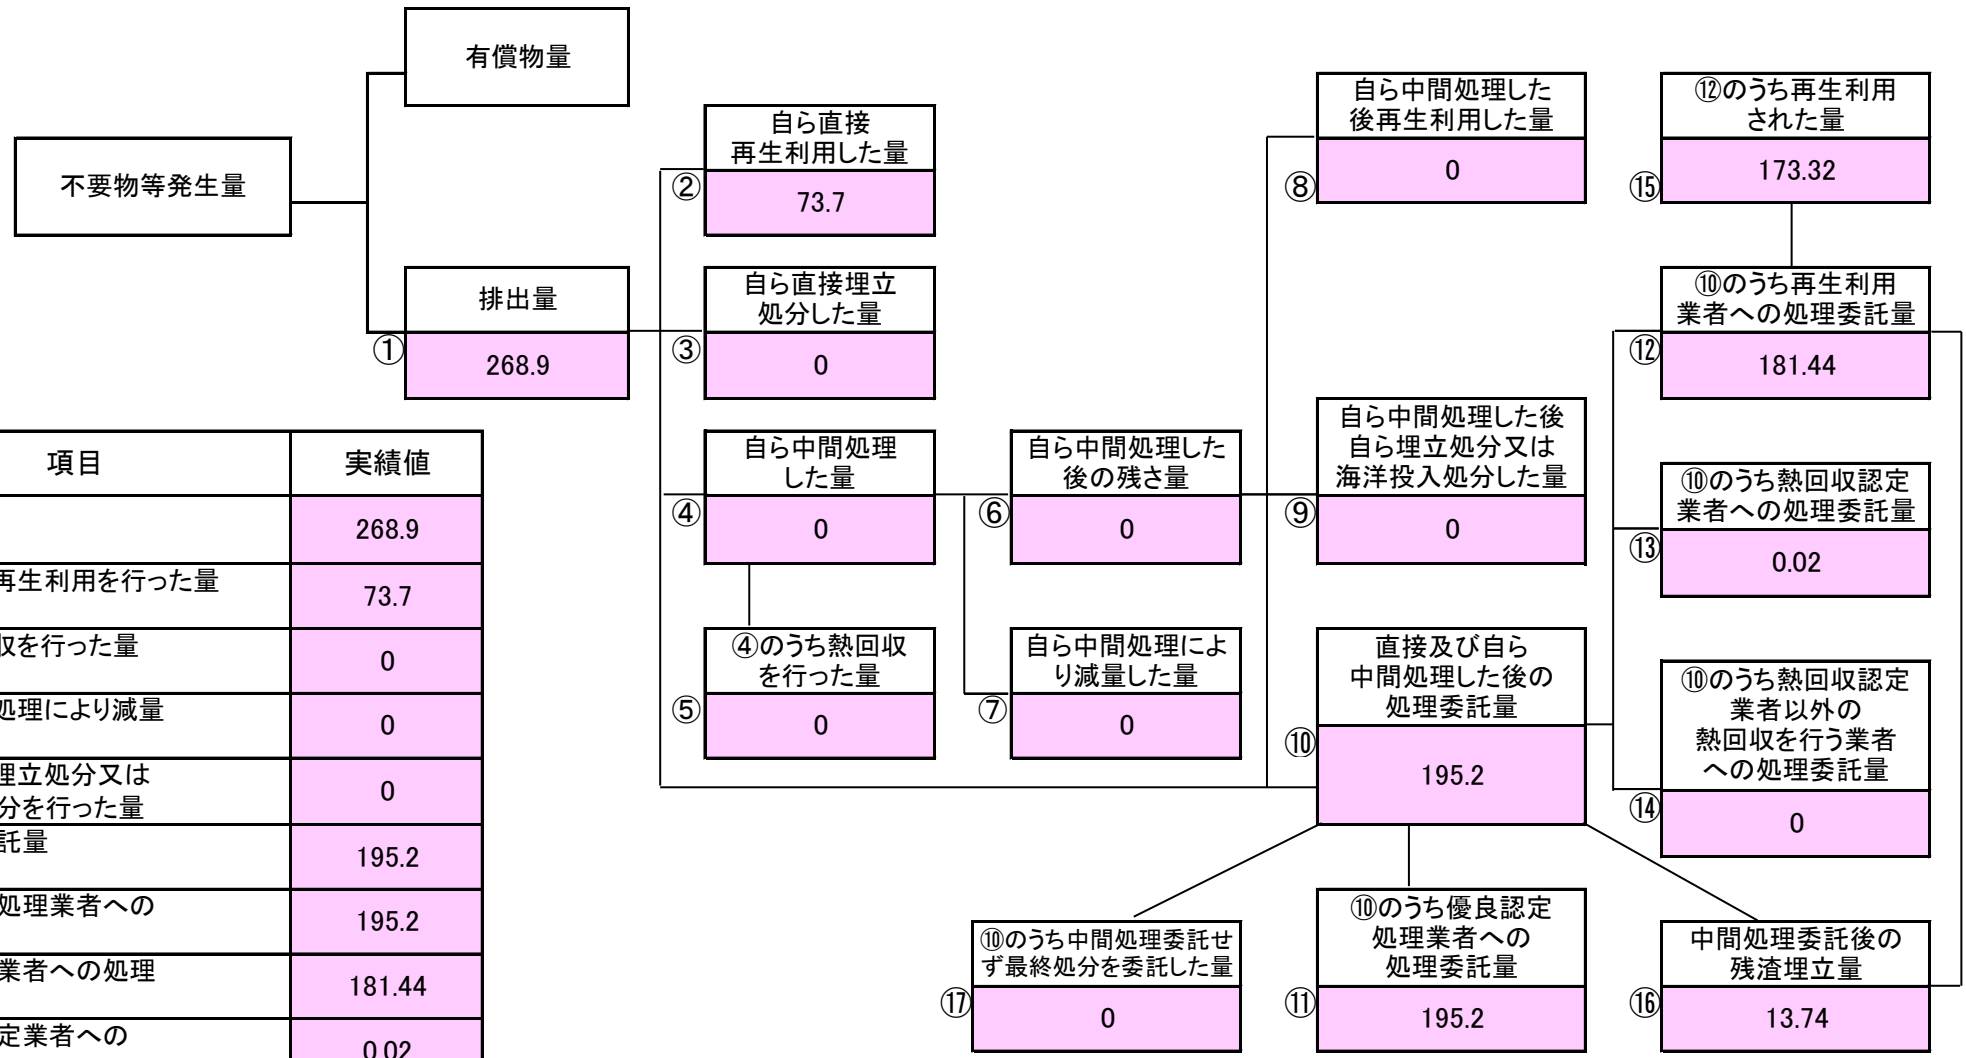 有償物量
不要物等発生量
排出量
①
268.9
自ら直接
再生利用した量
②
73.7
自ら直接埋立
処分した量
③
0
自ら中間処理
した量
④
0
④のうち熱回収
を行った量
⑤
0
自ら中間処理した
後の残さ量
⑥
0
自ら中間処理によ
り減量した量
⑦
0
自ら中間処理した
後再生利用した量
⑧
0
自ら中間処理した後
自ら埋立処分又は
海洋投入処分した量
⑨
0
直接及び自ら
中間処理した後の
処理委託量
⑩
195.2
⑩のうち優良認定
処理業者への
処理委託量
⑪
195.2
⑫のうち再生利用
された量
⑮
173.32
⑩のうち再生利用
業者への処理委託量
⑫
181.44
⑩のうち熱回収認定
業者への処理委託量
⑬
0.02
⑩のうち熱回収認定
業者以外の
熱回収を行う業者
への処理委託量
⑭
0
中間処理委託後の
残渣埋立量
⑯
13.74
⑩のうち中間処理委託せ
ず最終処分を委託した量
⑰
0
項目 実績値
268.9
再生利用を行った量
73.7
収を行った量
0
処理により減量
0
埋立処分又は
分を行った量
0
託量
195.2
処理業者への
195.2
業者への処理
181.44
定業者への
0.02